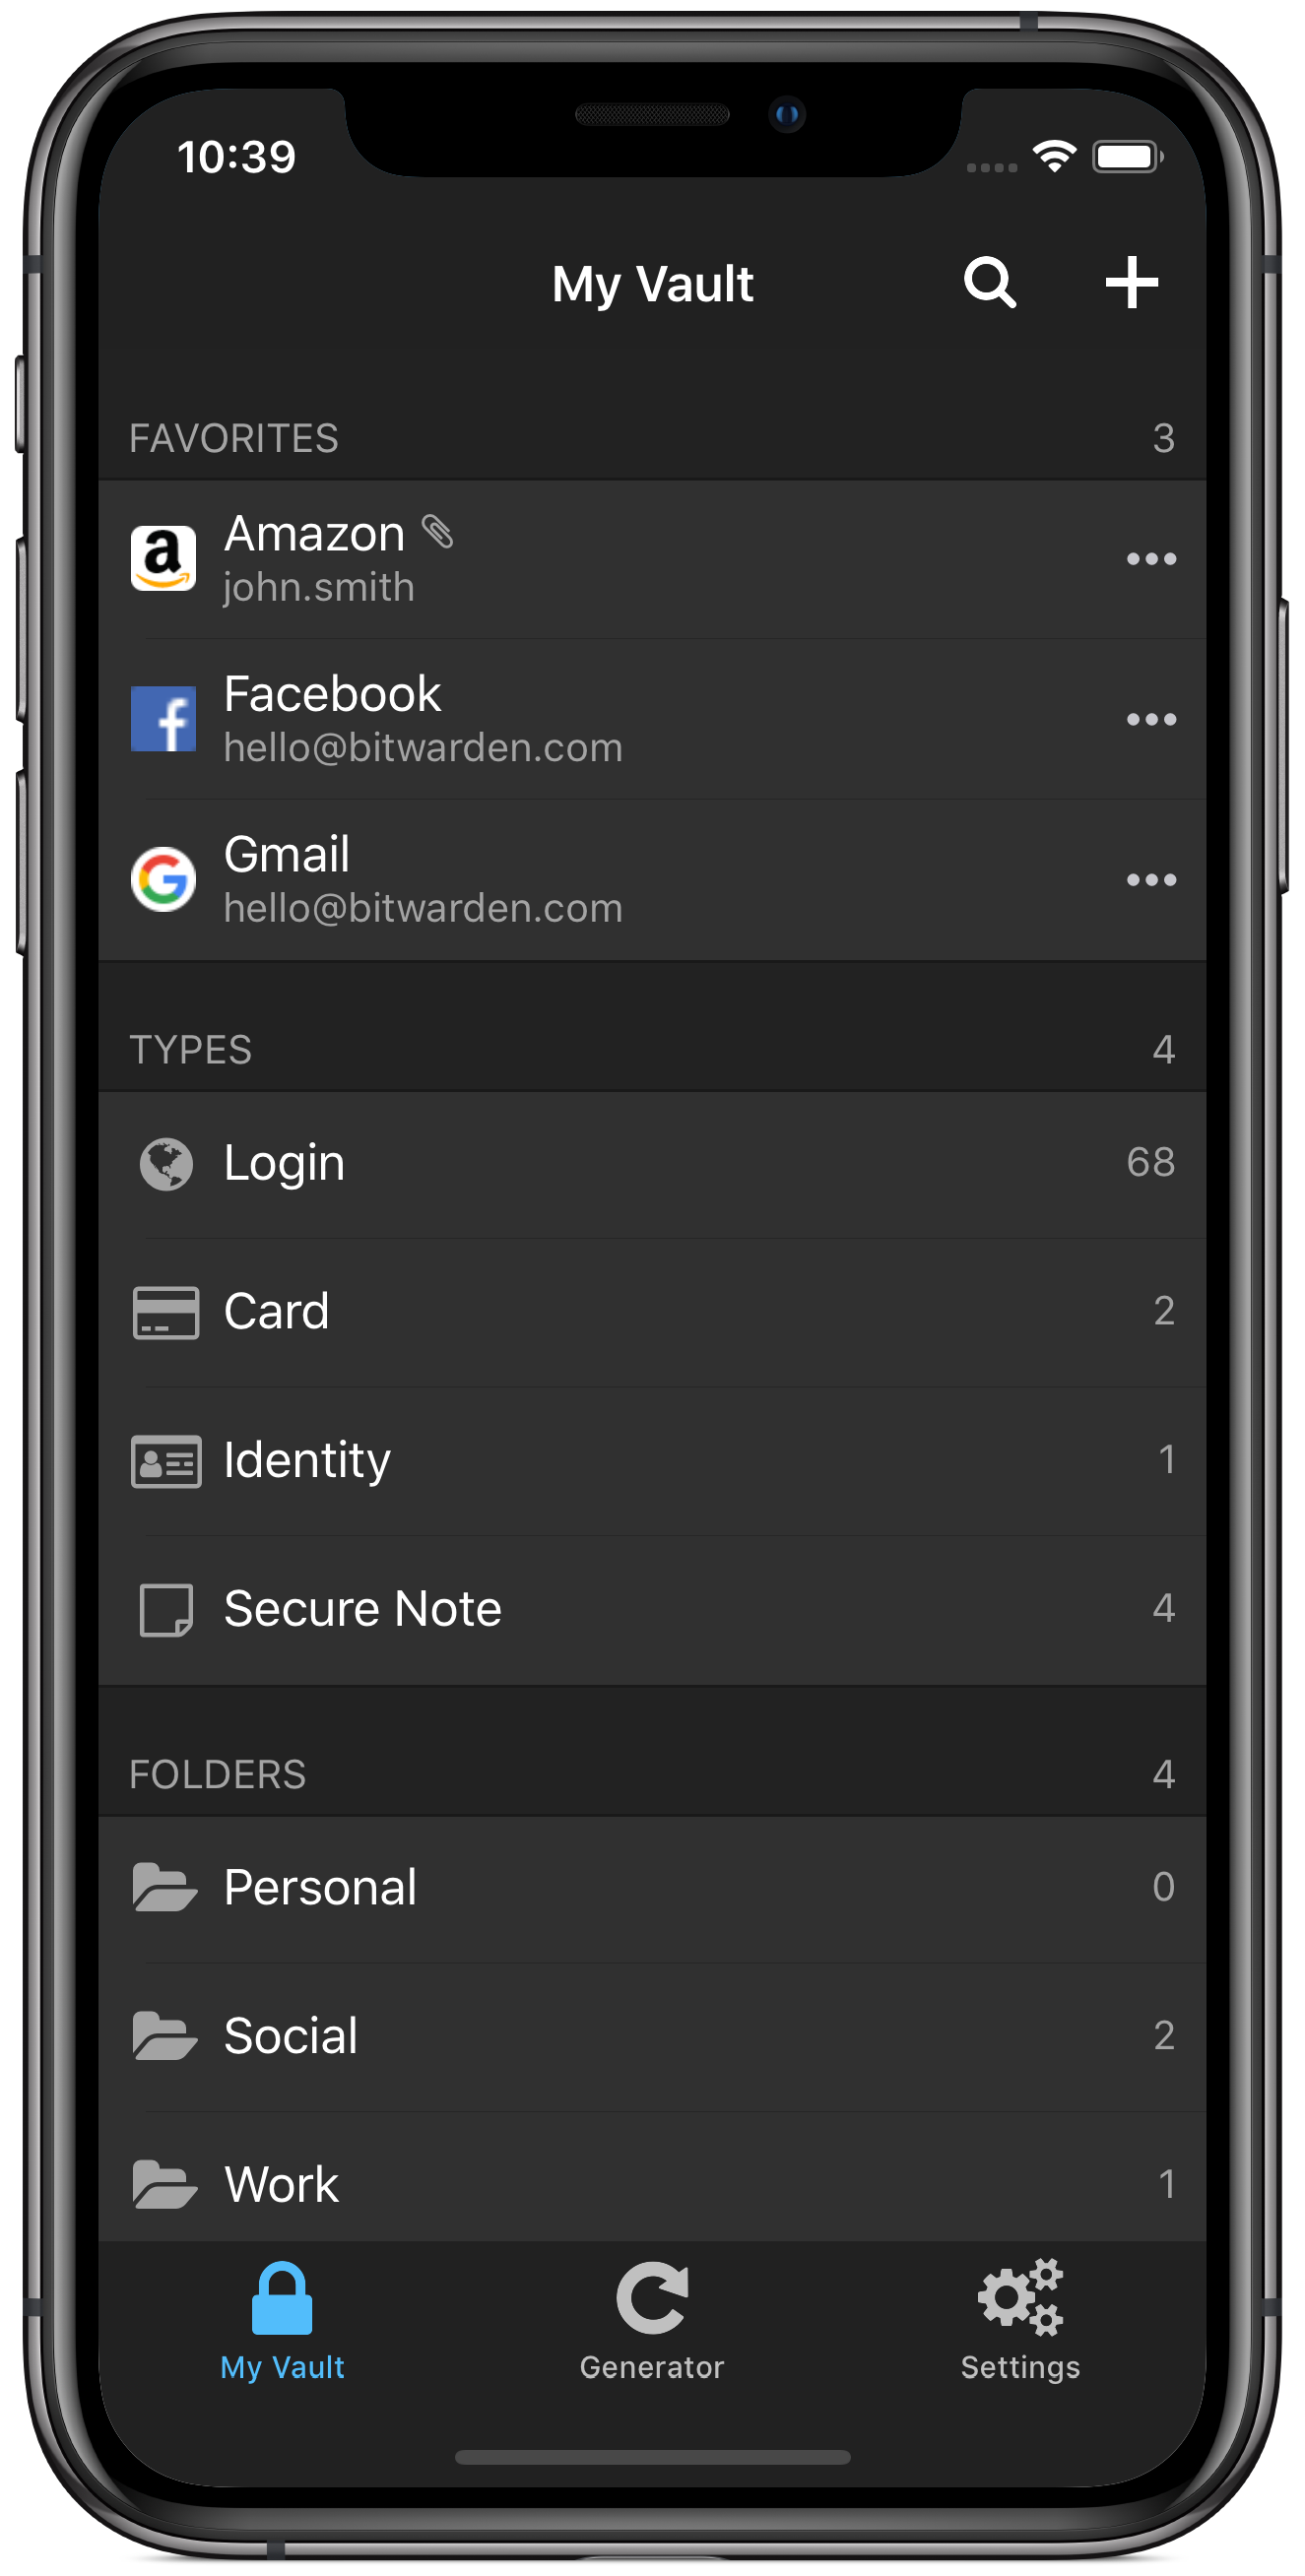 10:39
My Vault
FAVORITES 3
Amazon
john.smith
Facebook
hello@bitwarden.com
Gmail
hello@bitwarden.com
TYPES 4
Login 68
Card 2
Identity 1
Secure Note 4
FOLDERS 4
Personal 0
Social 2
Work 1
My Vault Generator Settings